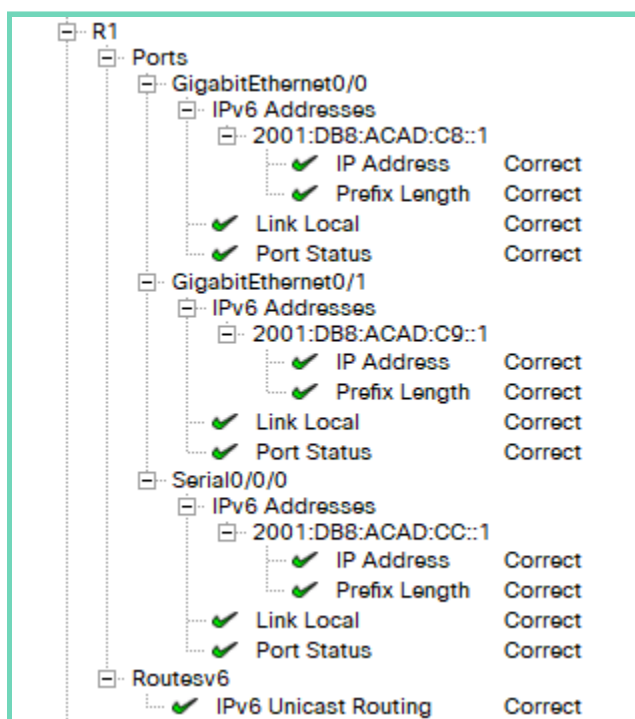 R1
Ports
GigabitEthernet0/0
IPv6 Addresses
2001:DB8:ACAD:C8::1
IP Address Correct
Prefix Length Correct
Link Local Correct
Port Status Correct
GigabitEthernet0/1
IPv6 Addresses
2001:DB8:ACAD:C9::1
IP Address Correct
Prefix Length Correct
Link Local Correct
Port Status Correct
Serial0/0/0
IPv6 Addresses
2001:DB8:ACAD:CC::1
IP Address Correct
Prefix Length Correct
Link Local Correct
Port Status Correct
Routesv6
IPv6 Unicast Routing Correct